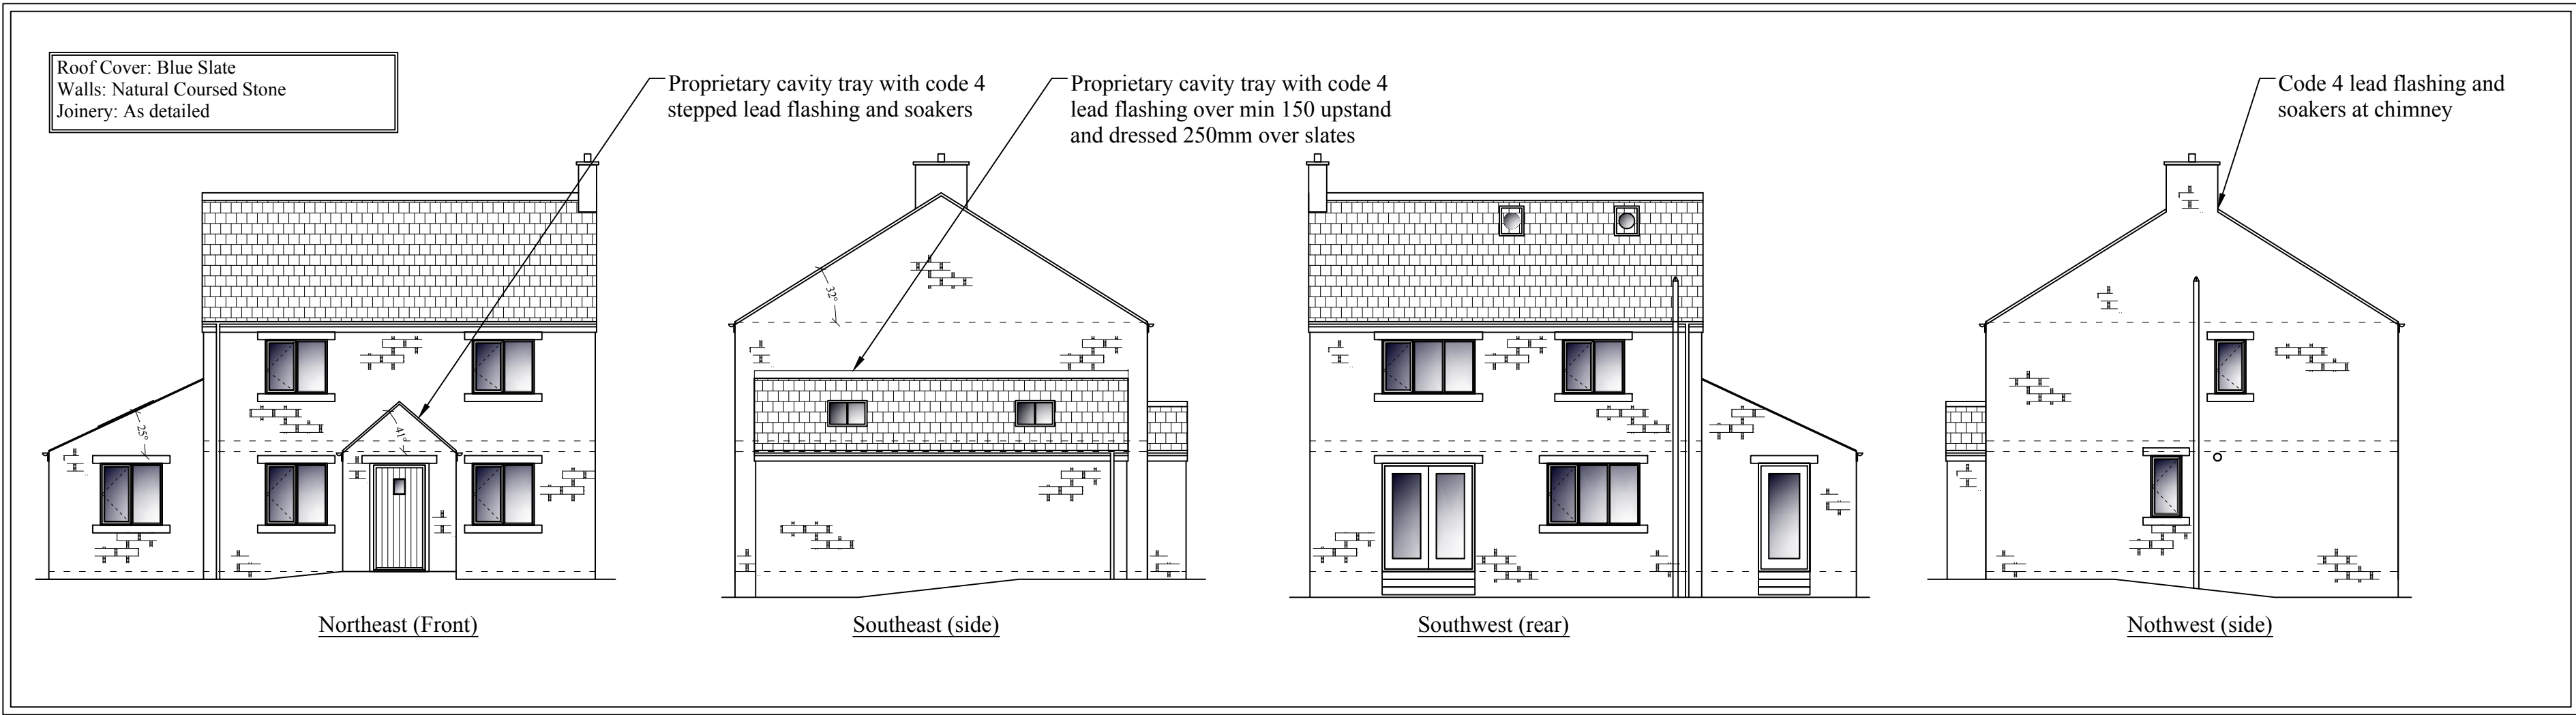 Roof Cover: Blue Slate
Walls: Natural Coursed Stone
Joinery: As detailed
Proprietary cavity tray with code 4
stepped lead flashing and soakers
Proprietary cavity tray with code 4
lead flashing over min 150 upstand
and dressed 250mm over slates
Code 4 lead flashing and
soakers at chimney
25°
41°
32°
Northeast (Front)
Southeast (side)
Southwest (rear)
Nothwest (side)